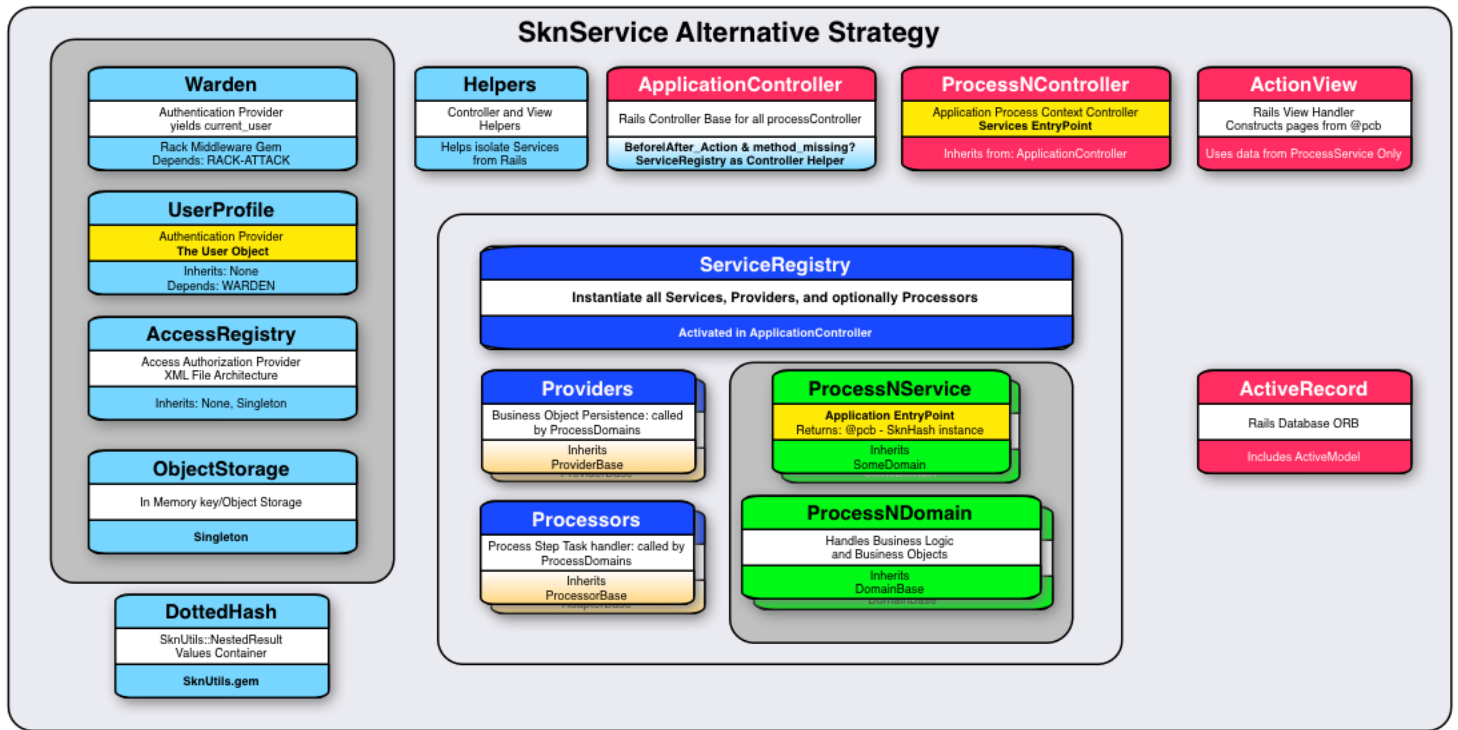 SknService Alternative Strategy
Warden
Authentication Provider
yields current_user
Rack Middleware Gem
Depends: RACK-ATTACK
UserProfile
Authentication Provider
The User Object
Inherits: None
Depends: WARDEN
AccessRegistry
Access Authorization Provider
XML File Architecture
Inherits: None, Singleton
ObjectStorage
In Memory key/Object Storage
Singleton
DottedHash
SknUtils::NestedResult
Values Container
SknUtils.gem
Helpers
Controller and View
Helpers
Helps isolate Services
from Rails
ApplicationController
Rails Controller Base for all processController
Before|After_Action & method_missing?
ServiceRegistry as Controller Helper
ProcessNController
Application Process Context Controller
Services EntryPoint
Inherits from: ApplicationController
ActionView
Rails View Handler
Constructs pages from @pcb
Uses data from ProcessService Only
ServiceRegistry
Instantiate all Services, Providers, and optionally Processors
Activated in ApplicationController
Providers
Business Object Persistence: called
by ProcessDomains
Inherits
ProviderBase
ProviderBase
Processors
Process Step Task handler: called by
ProcessDomains
Inherits
ProcessorBase
AdapterBase
ProcessNService
Application EntryPoint
Returns: @pcb - SknHash instance
Inherits
SomeDomain
SomeDomain
ProcessNDomain
Handles Business Logic
and Business Objects
Inherits
DomainBase
DomainBase
ActiveRecord
Rails Database ORB
Includes ActiveModel